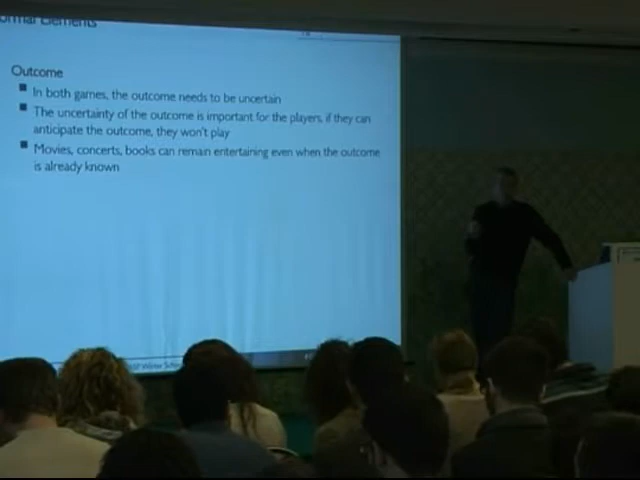 Formal Elements
Outcome
In both games, the outcome needs to be uncertain
The uncertainty of the outcome is important for the players, if they can
anticipate the outcome, they won't play
Movies, concerts, books can remain entertaining even when the outcome
is already known